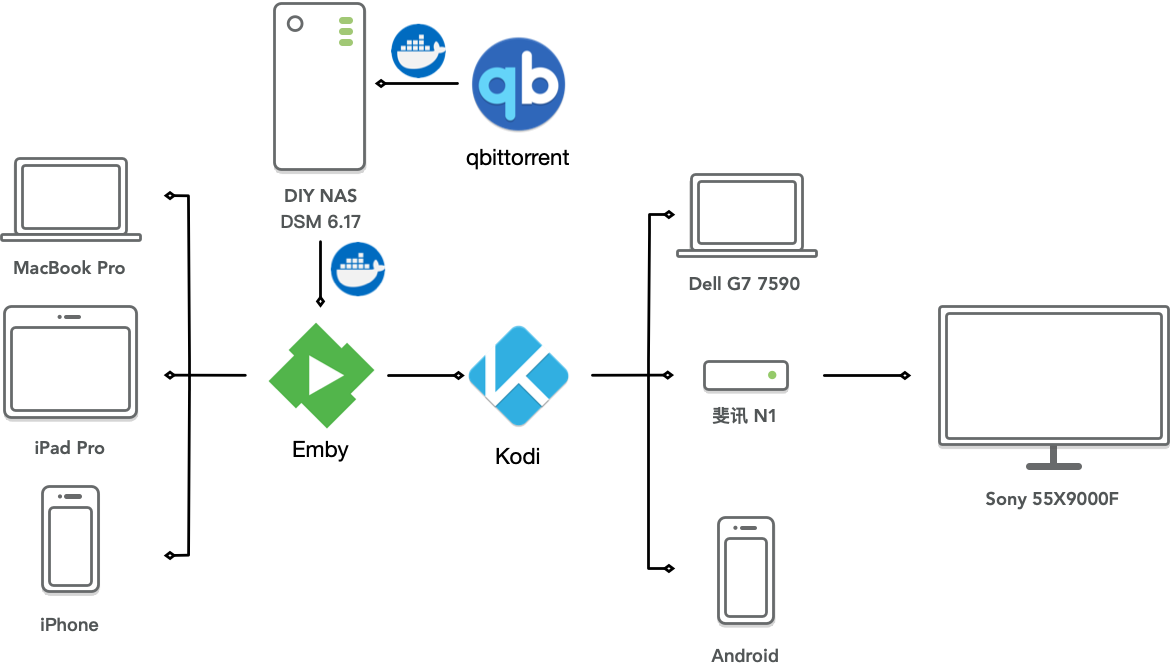 qb
qbittorrent
DIY NAS
DSM 6.17
MacBook Pro
Dell G7 7590
iPad Pro
Emby
Kodi
斐讯 N1
Sony 55X9000F
iPhone
Android